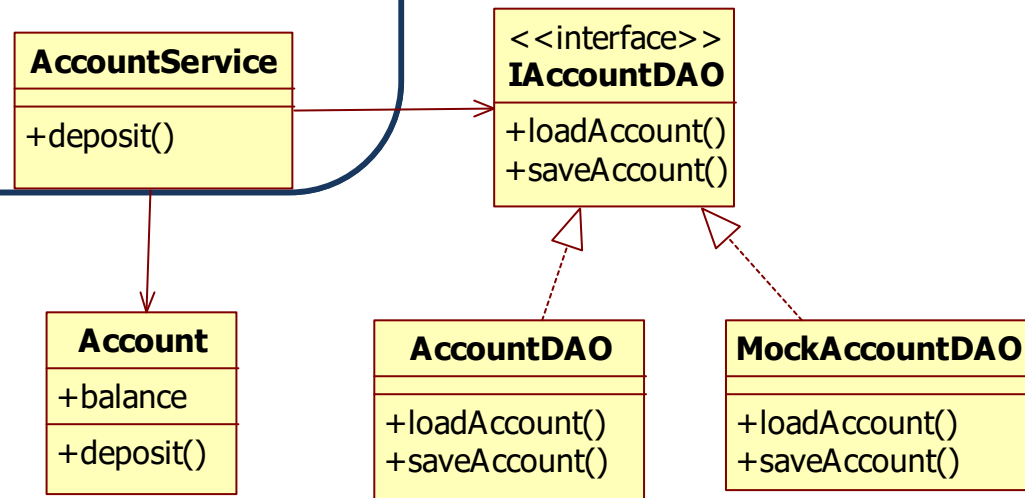 AccountService
+deposit()
<<interface>>
IAccountDAO
+loadAccount()
+saveAccount()
Account
+balance
+deposit()
AccountDAO
+loadAccount()
+saveAccount()
MockAccountDAO
+loadAccount()
+saveAccount()